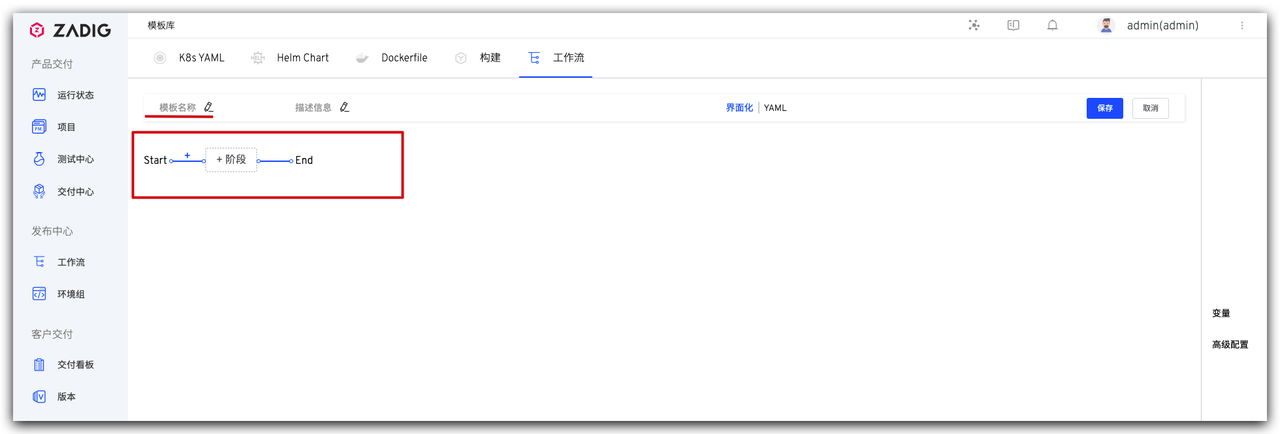 ZADIG
模板库
admin(admin)
产品交付
运行状态
项目
测试中心
交付中心
发布中心
工作流
环境组
客户交付
交付看板
版本
K8s YAML
HELM
Helm Chart
Dockerfile
构建
工作流
模板名称
描述信息
界面化 | YAML
保存
取消
Start
+
+ 阶段
End
变量
高级配置